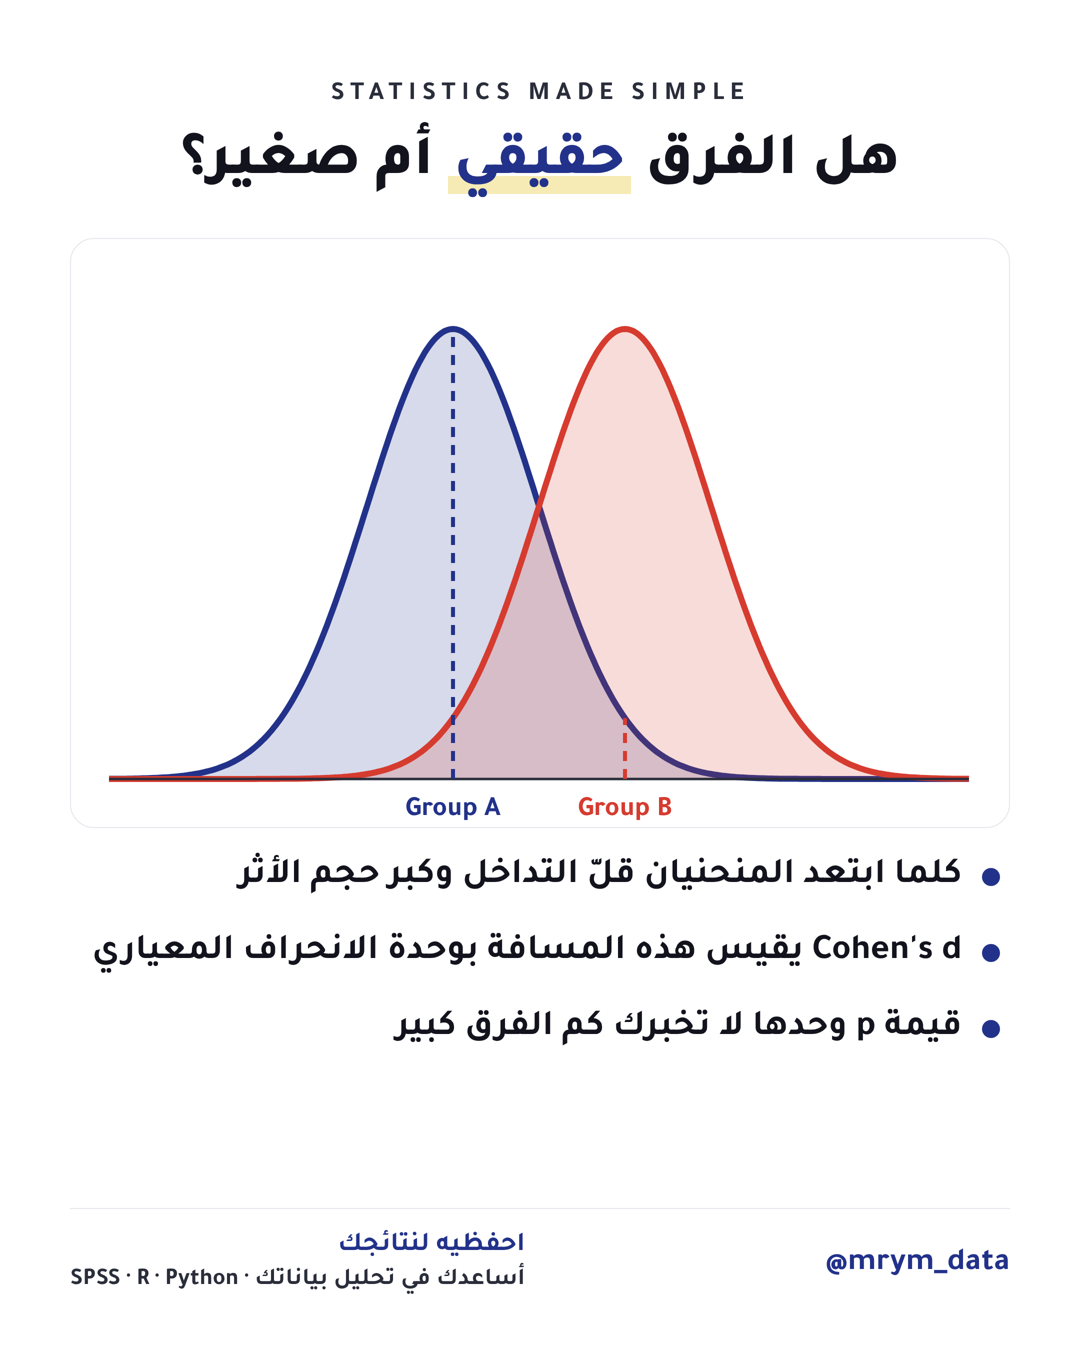 STATISTICS MADE SIMPLE
هل الفرق حقيقي أم صغير؟
Group A
Group B
كلما ابتعد المنحنيان قلّ التداخل وكبر حجم الأثر
Cohen's d يقيس هذه المسافة بوحدة الانحراف المعياري
قيمة p وحدها لا تخبرك كم الفرق كبير
@mrym_data
احفظيه لنتائجك
أساعدك في تحليل بياناتك · SPSS · R · Python